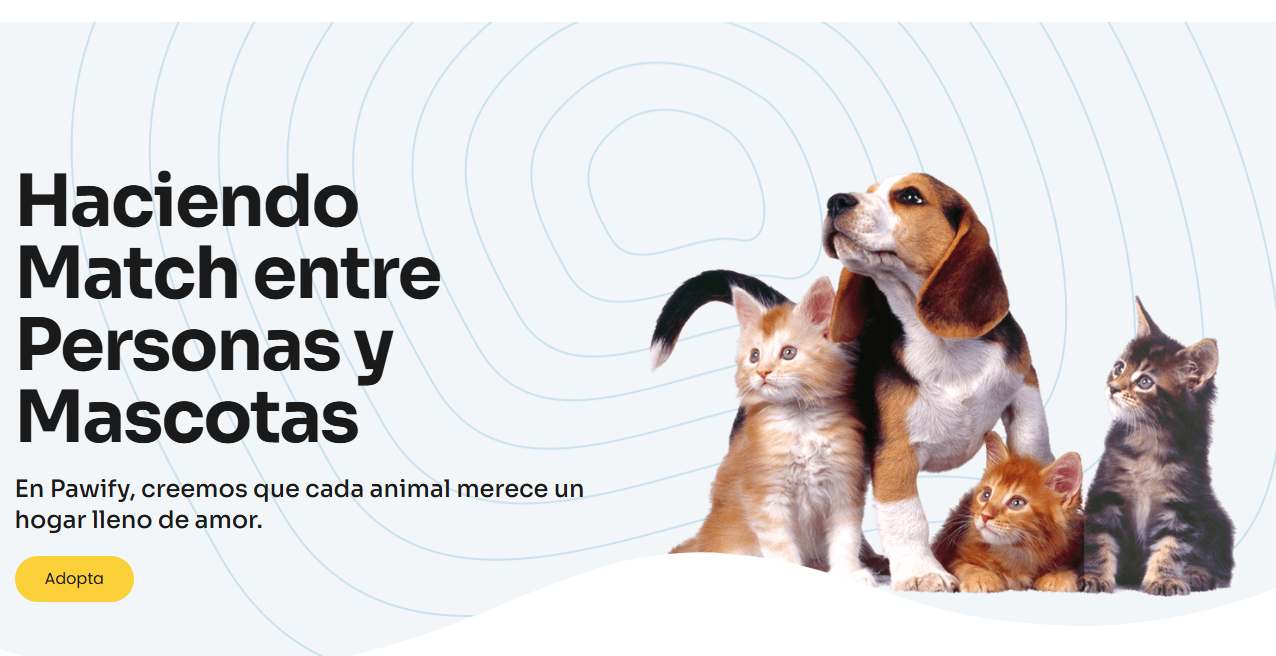 Haciendo
Match entre
Personas y
Mascotas
En Pawify, creemos que cada animal merece un
hogar lleno de amor.
Adopta